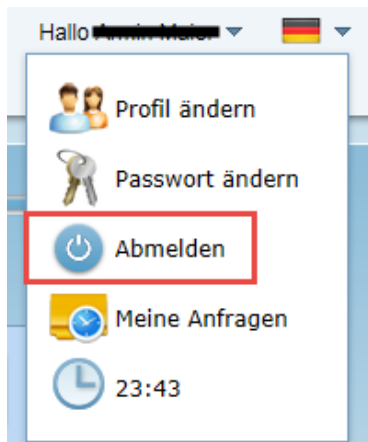 Hallo
Profil ändern
Passwort ändern
Abmelden
Meine Anfragen
23:43